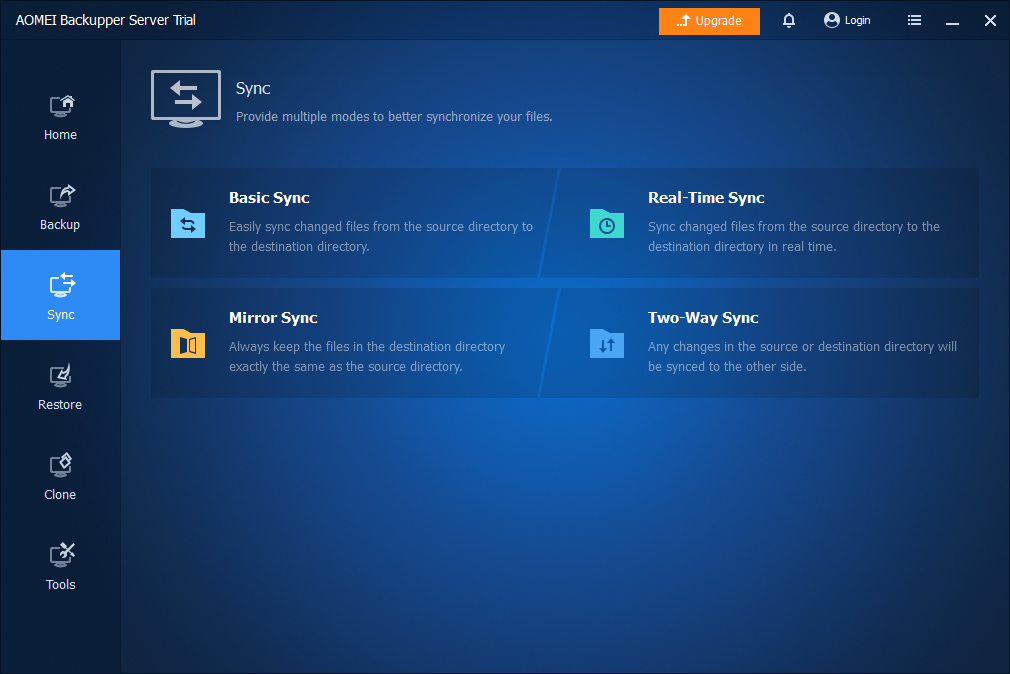 AOMEI Backupper Server Trial
Upgrade
Login
Home
Backup
Sync
Restore
Clone
Tools
Sync
Provide multiple modes to better synchronize your files.
Basic Sync
Easily sync changed files from the source directory to
the destination directory.
Real-Time Sync
Sync changed files from the source directory to the
destination directory in real time.
Mirror Sync
Always keep the files in the destination directory
exactly the same as the source directory.
Two-Way Sync
Any changes in the source or destination directory will
be synced to the other side.